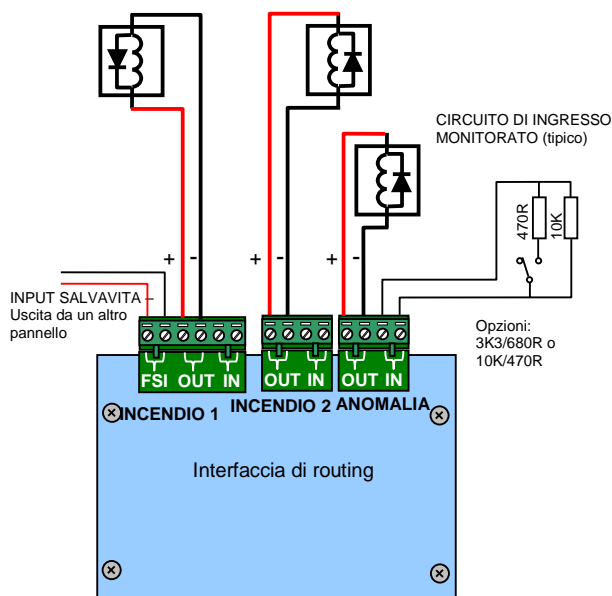 CIRCUITO DI INGRESSO
MONITORATO (tipico)
470R
10K
+ -
+ -
+ -
INPUT SALVAVITA –
Uscita da un altro
pannello
Opzioni:
3K3/680R o
10K/470R
FSI OUT IN
OUT IN
OUT IN
INCENDIO 1
INCENDIO 2
ANOMALIA
Interfaccia di routing